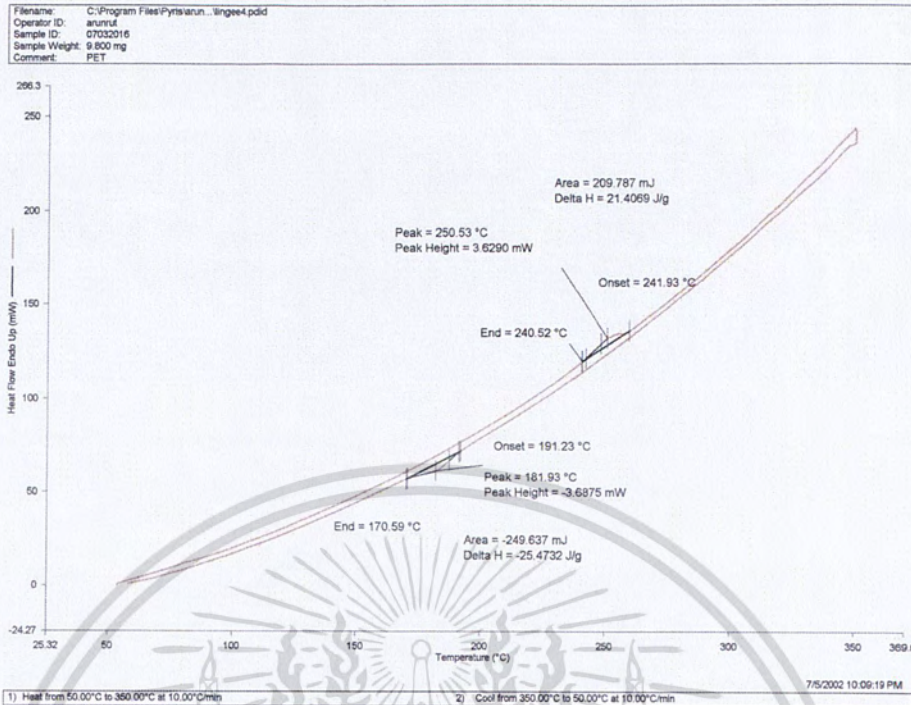 Filename: C:\Program Files\Pyris\arun...\lingee4.pdid
Operator ID: arunrut
Sample ID: 07032016
Sample Weight: 9.800 mg
Comment: PET
266.3
250
Area = 209.787 mJ
Delta H = 21.4069 J/g
200
Peak = 250.53 °C
Peak Height = 3.6290 mW
Onset = 241.93 °C
150
End = 240.52 °C
Heat Flow Endo Up (mW)
100
Onset = 191.23 °C
Peak = 181.93 °C
Peak Height = -3.6875 mW
50
End = 170.59 °C
Area = -249.637 mJ
Delta H = -25.4732 J/g
0
-24.27
25.32 50 100 150 200 250 300 350
Temperature (°C)
7/5/2002 10:09:19 PM
1) Heat from 50.00°C to 350.00°C at 10.00°C/min 2) Cool from 350.00°C to 50.00°C at 10.00°C/min